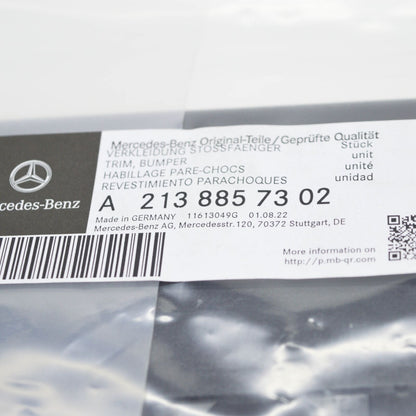 Mercedes-Benz Original-Teile/Geprüfte Qualität
VERKLEIDUNG STOSSFAENGER Stück
TRIM, BUMPER unit
HABILLAGE PARE-CHOCS unité
REVESTIMIENTO PARACHOQUES unidad
cedes-Benz
A 213 885 73 02
Made in GERMANY 11613049G 01.08.22
Mercedes-Benz AG, Mercedesstr.120, 70372 Stuttgart, DE
More information on
http://p.mb-qr.com/